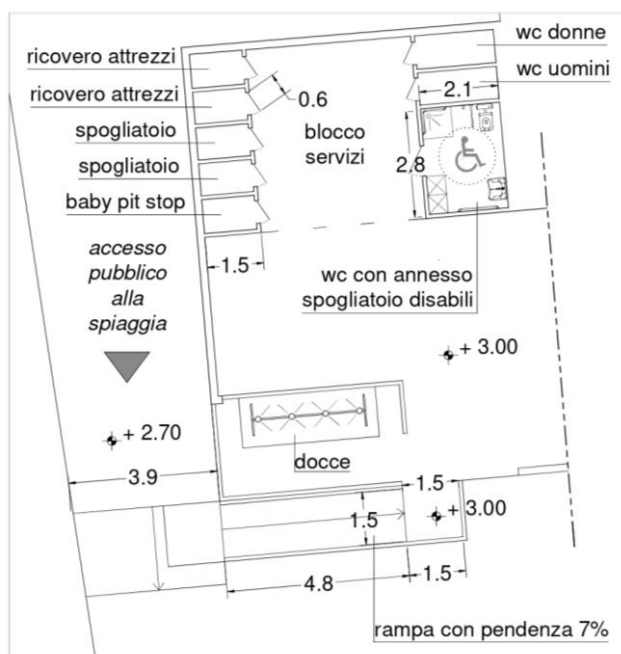 ricovero attrezzi
ricovero attrezzi
spogliatoio
spogliatoio
baby pit stop
0.6
blocco
servizi
wc donne
wc uomini
2.1
2.8
1.5
wc con annesso
spogliatoio disabili
accesso
pubblico
alla
spiaggia
+ 3.00
+ 2.70
3.9
docce
1.5
1.5
+ 3.00
4.8
1.5
rampa con pendenza 7%